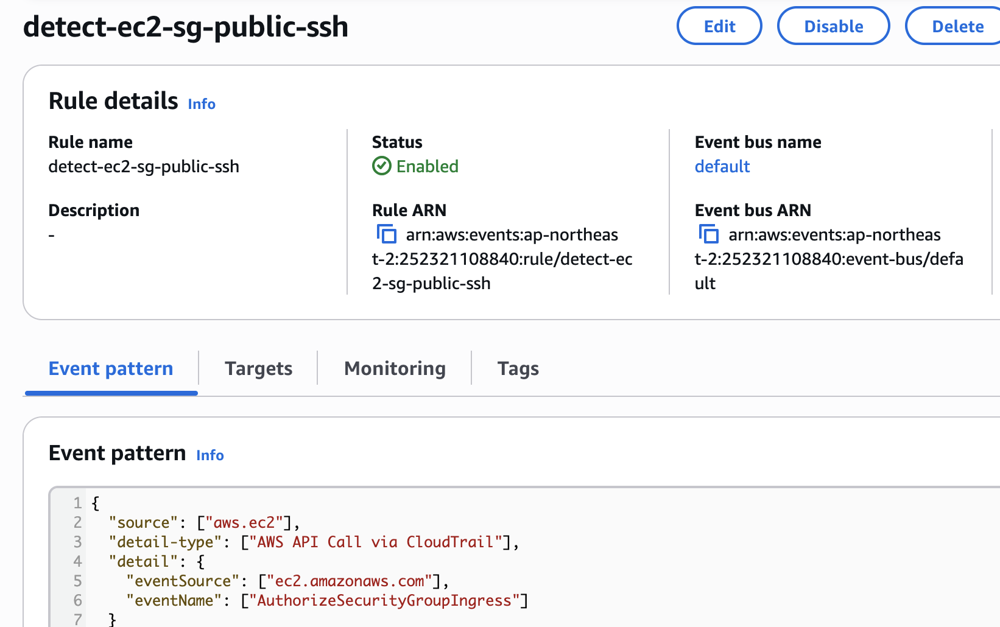 detect-ec2-sg-public-ssh
Edit
Disable
Delete
Rule details Info
Rule name
detect-ec2-sg-public-ssh
Description
-
Status
Enabled
Rule ARN
arn:aws:events:ap-northeas
t-2:252321108840:rule/detect-ec
2-sg-public-ssh
Event bus name
default
Event bus ARN
arn:aws:events:ap-northeas
t-2:252321108840:event-bus/defa
ult
Event pattern
Targets
Monitoring
Tags
Event pattern Info
1 {
2   "source": ["aws.ec2"],
3   "detail-type": ["AWS API Call via CloudTrail"],
4   "detail": {
5     "eventSource": ["ec2.amazonaws.com"],
6     "eventName": ["AuthorizeSecurityGroupIngress"]
7   }